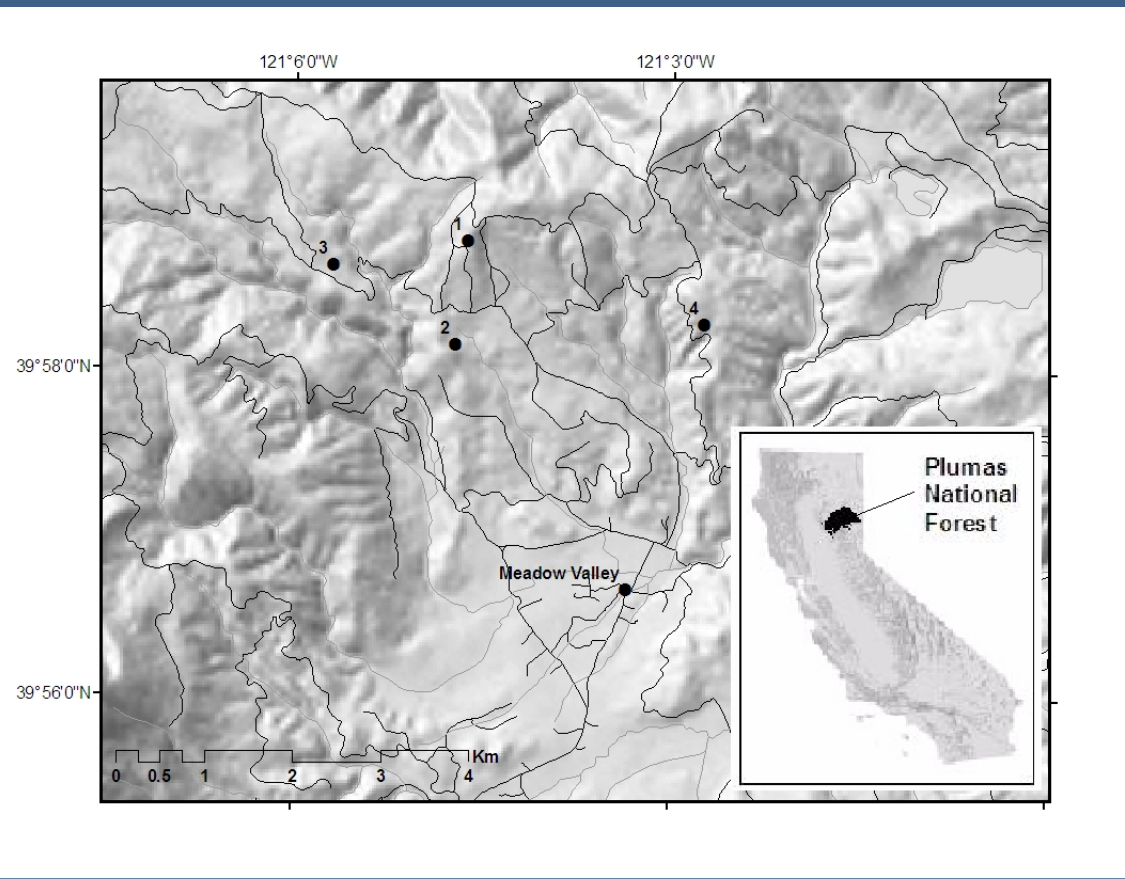 121°6'0"W 121°3'0"W
1
3
4
2
39°58'0"N
Plumas
National
Forest
Meadow Valley
39°56'0"N
Km
0 0.5 1 2 3 4